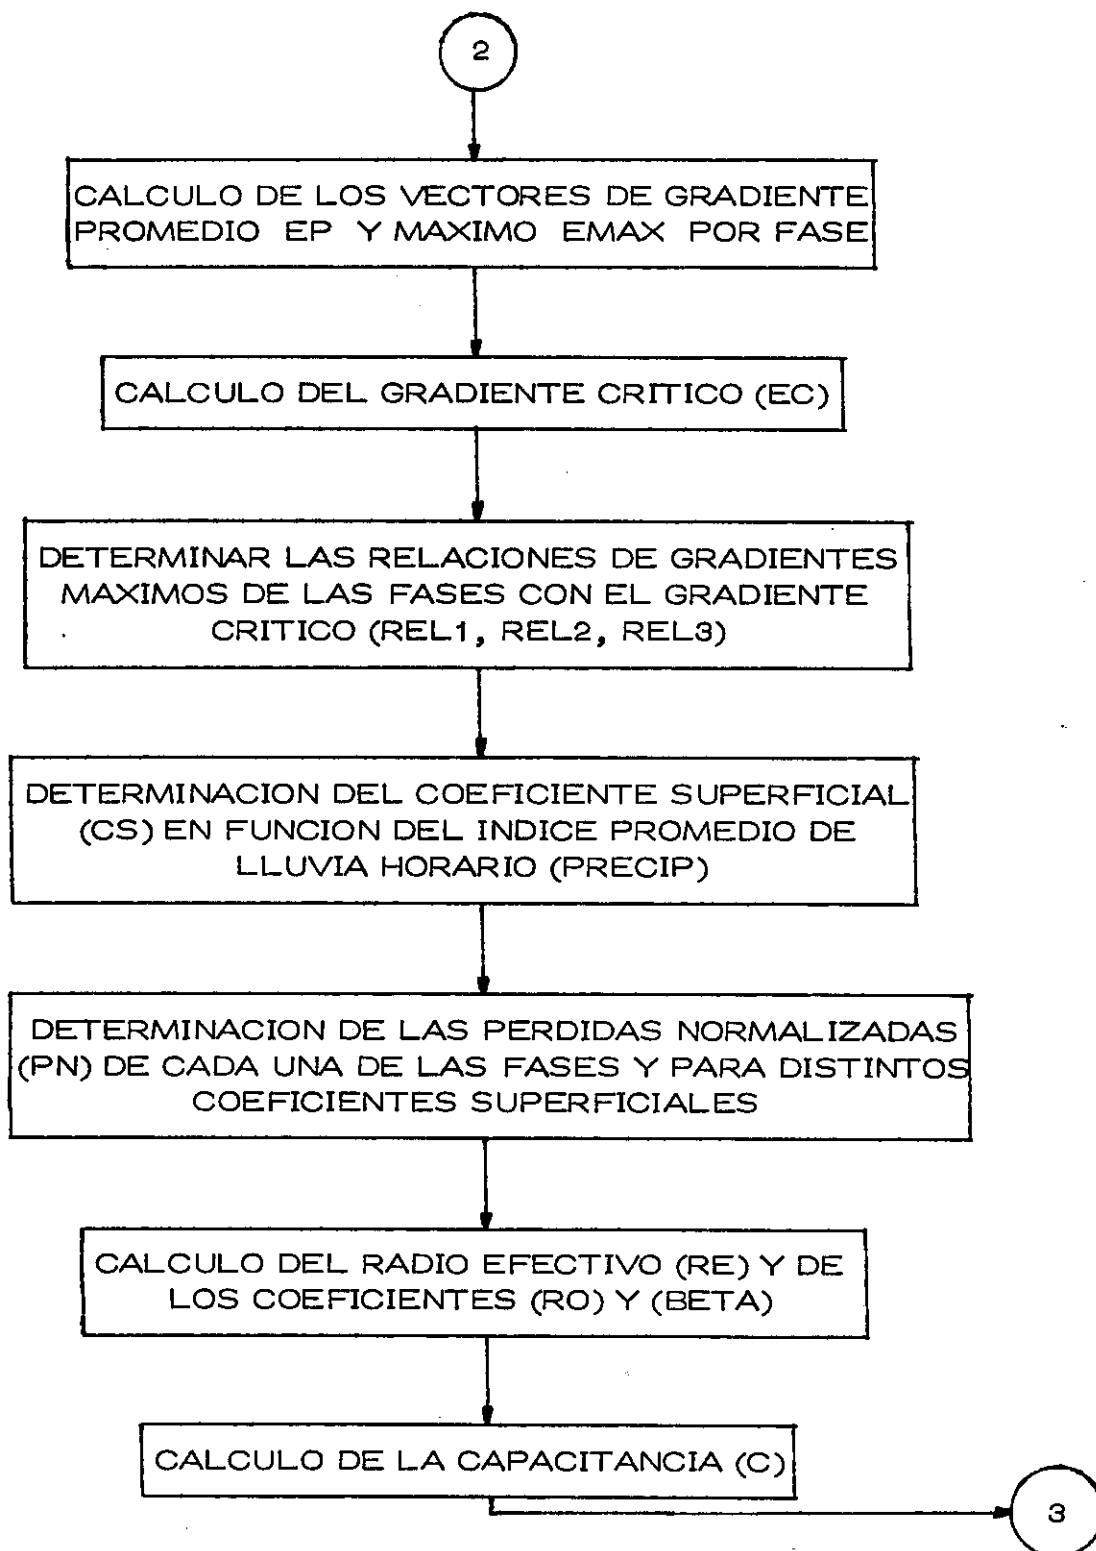 2
CALCULO DE LOS VECTORES DE GRADIENTE
PROMEDIO EP Y MAXIMO EMAX POR FASE
CALCULO DEL GRADIENTE CRITICO (EC)
DETERMINAR LAS RELACIONES DE GRADIENTES
MAXIMOS DE LAS FASES CON EL GRADIENTE
CRITICO (REL1, REL2, REL3)
DETERMINACION DEL COEFICIENTE SUPERFICIAL
(CS) EN FUNCION DEL INDICE PROMEDIO DE
LLUVIA HORARIO (PRECIP)
DETERMINACION DE LAS PERDIDAS NORMALIZADAS
(PN) DE CADA UNA DE LAS FASES Y PARA DISTINTOS
COEFICIENTES SUPERFICIALES
CALCULO DEL RADIO EFECTIVO (RE) Y DE
LOS COEFICIENTES (RO) Y (BETA)
CALCULO DE LA CAPACITANCIA (C)
3